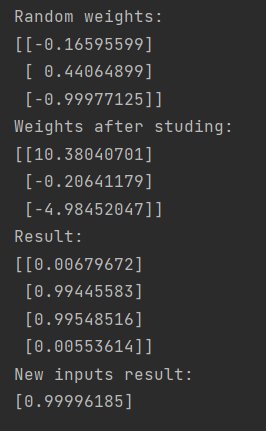 Random weights:
[[-0.16595599]
[ 0.44064899]
[-0.99977125]]
Weights after studing:
[[10.38040701]
[-0.20641179]
[-4.98452047]]
Result:
[[0.00679672]
[0.99445583]
[0.99548516]
[0.00553614]]
New inputs result:
[0.99996185]